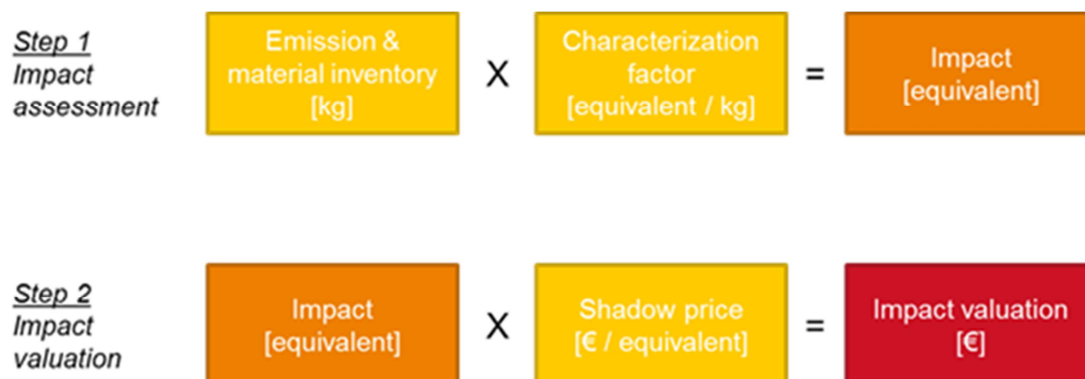 Step 1
Impact
assessment
Emission &
material inventory
[kg]
X
Characterization
factor
[equivalent / kg]
=
Impact
[equivalent]
Step 2
Impact
valuation
Impact
[equivalent]
X
Shadow price
[€ / equivalent]
=
Impact valuation
[€]